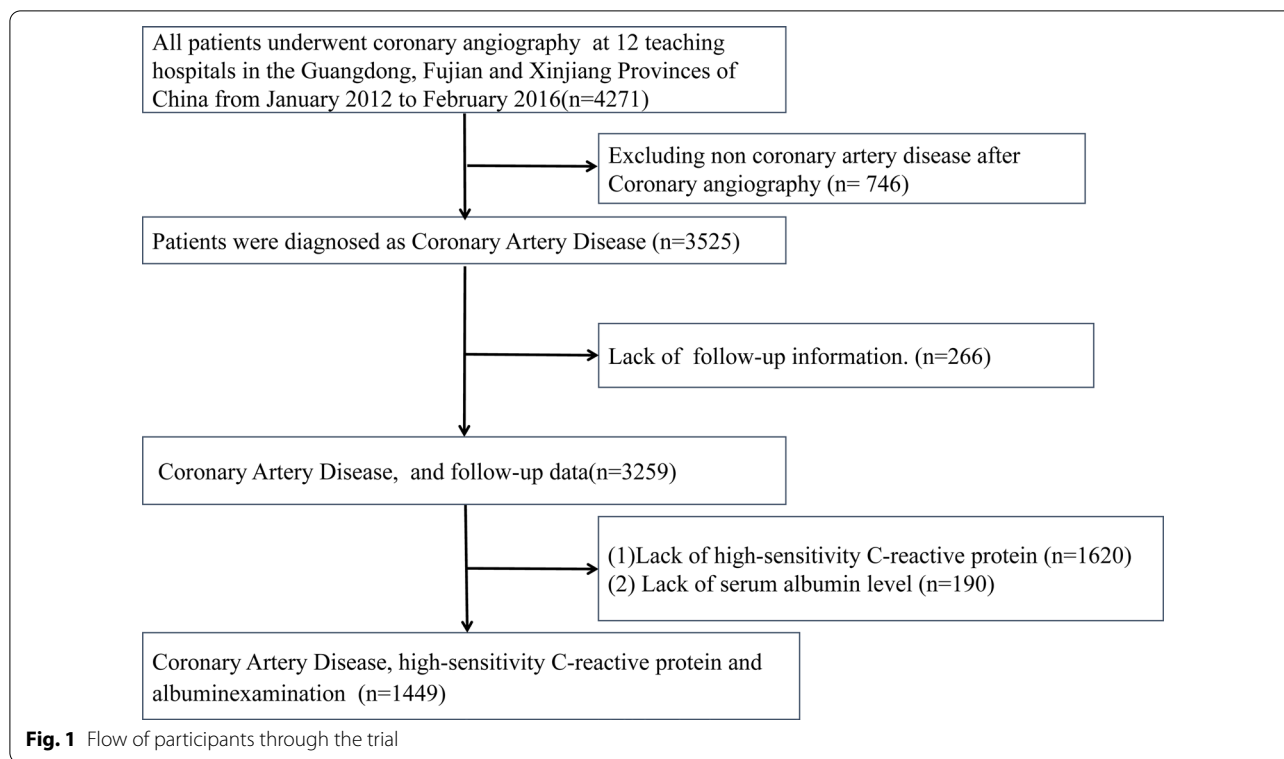 All patients underwent coronary angiography at 12 teaching
hospitals in the Guangdong, Fujian and Xinjiang Provinces of
China from January 2012 to February 2016(n=4271)
Excluding non coronary artery disease after
Coronary angiography (n= 746)
Patients were diagnosed as Coronary Artery Disease (n=3525)
Lack of follow-up information. (n=266)
Coronary Artery Disease, and follow-up data(n=3259)
(1)Lack of high-sensitivity C-reactive protein (n=1620)
(2) Lack of serum albumin level (n=190)
Coronary Artery Disease, high-sensitivity C-reactive protein and
albuminexamination (n=1449)
Fig. 1 Flow of participants through the trial